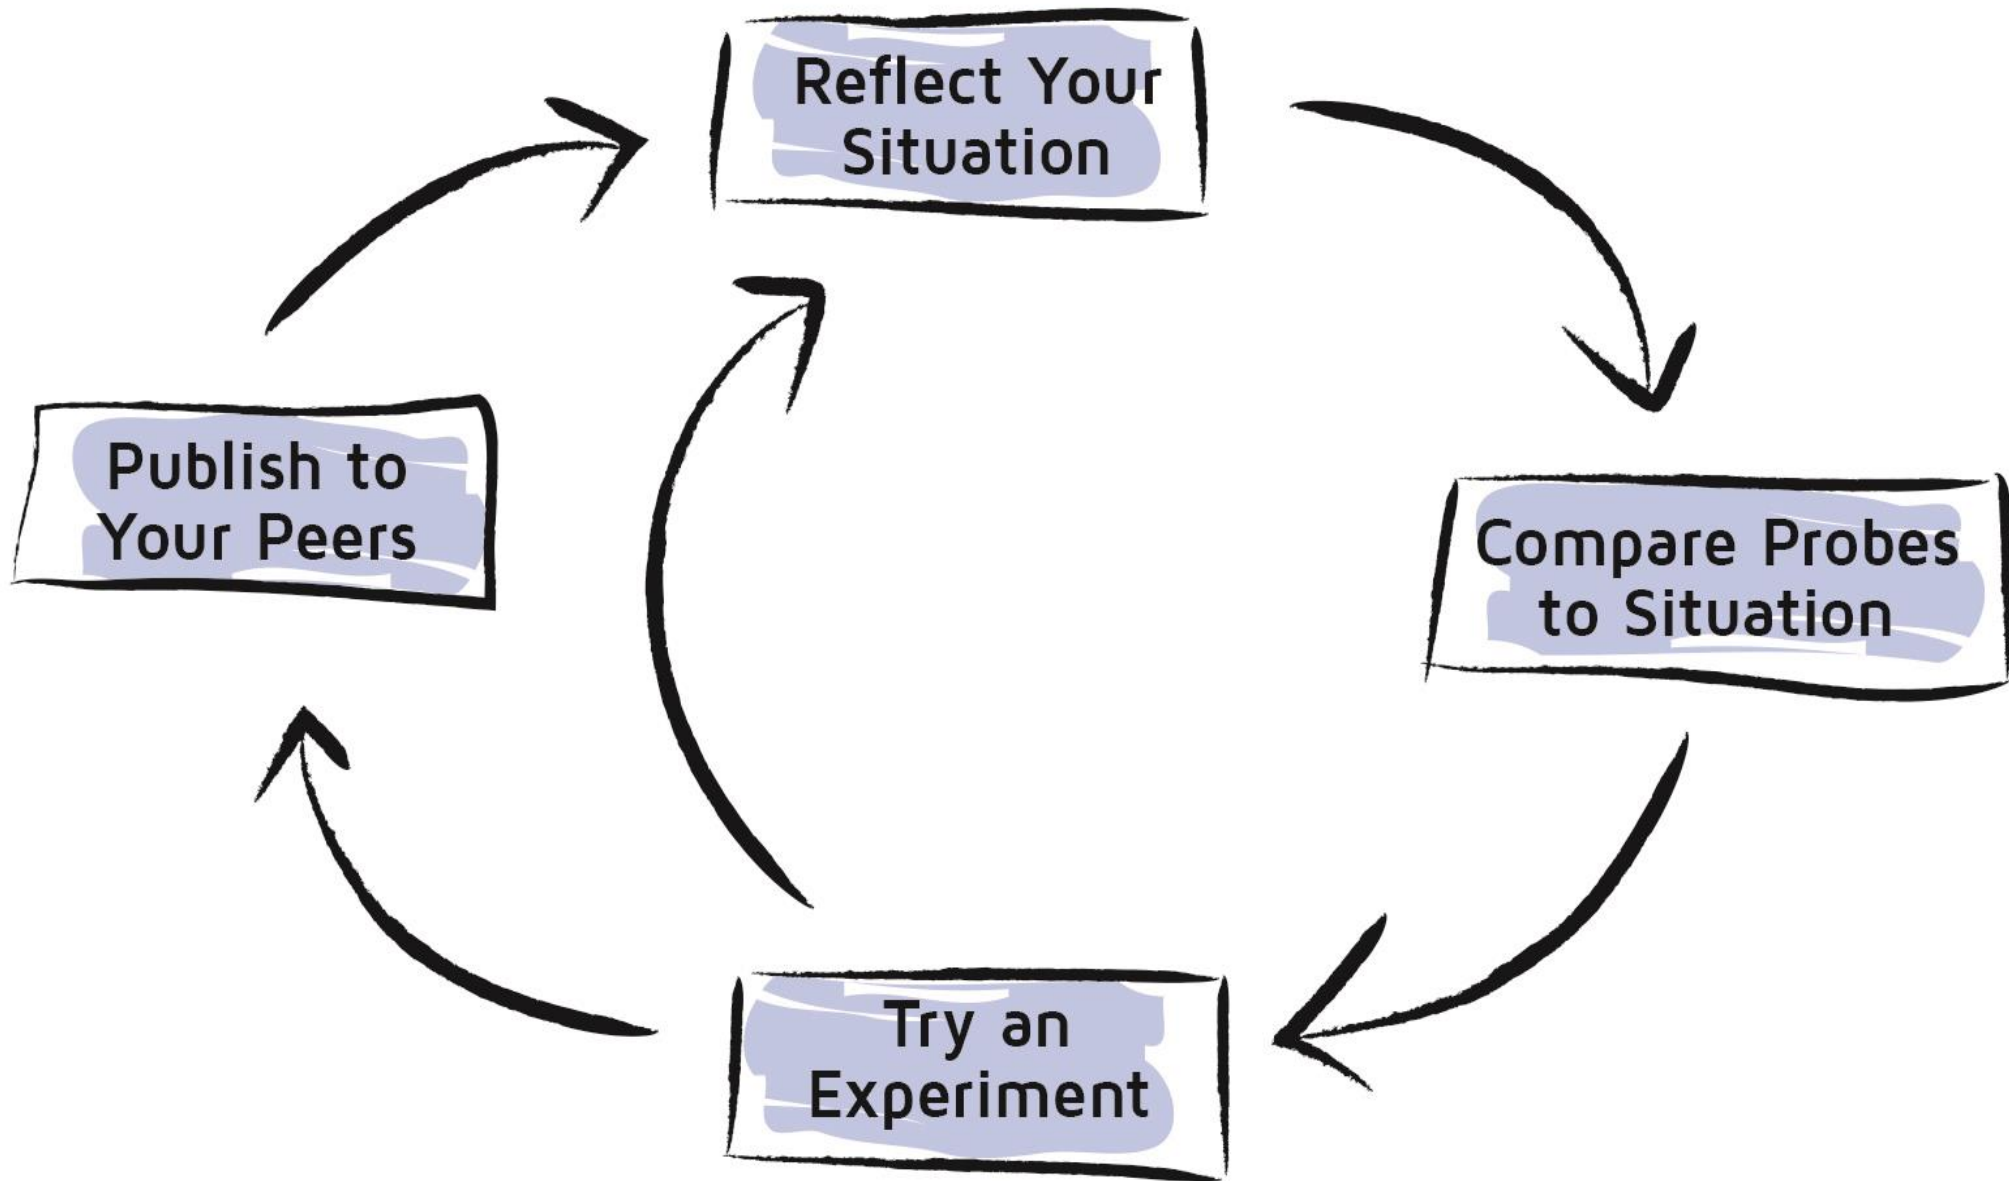 Reflect Your
Situation
Publish to
Your Peers
Compare Probes
to Situation
Try an
Experiment